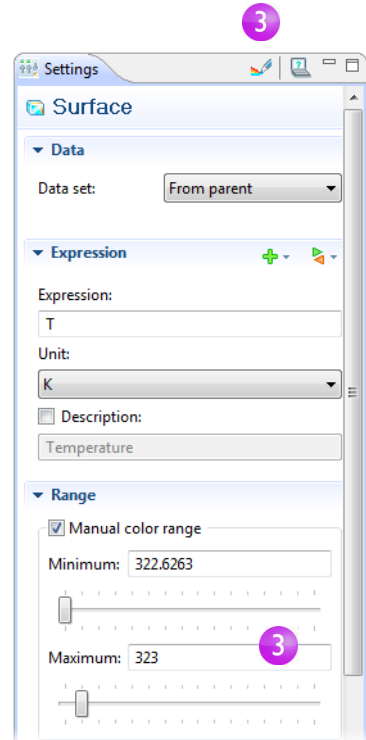 3
Settings
Surface
Data
Data set: From parent
Expression
Expression:
T
Unit:
K
Description:
Temperature
Range
Manual color range
Minimum: 322.6263
3
Maximum: 323